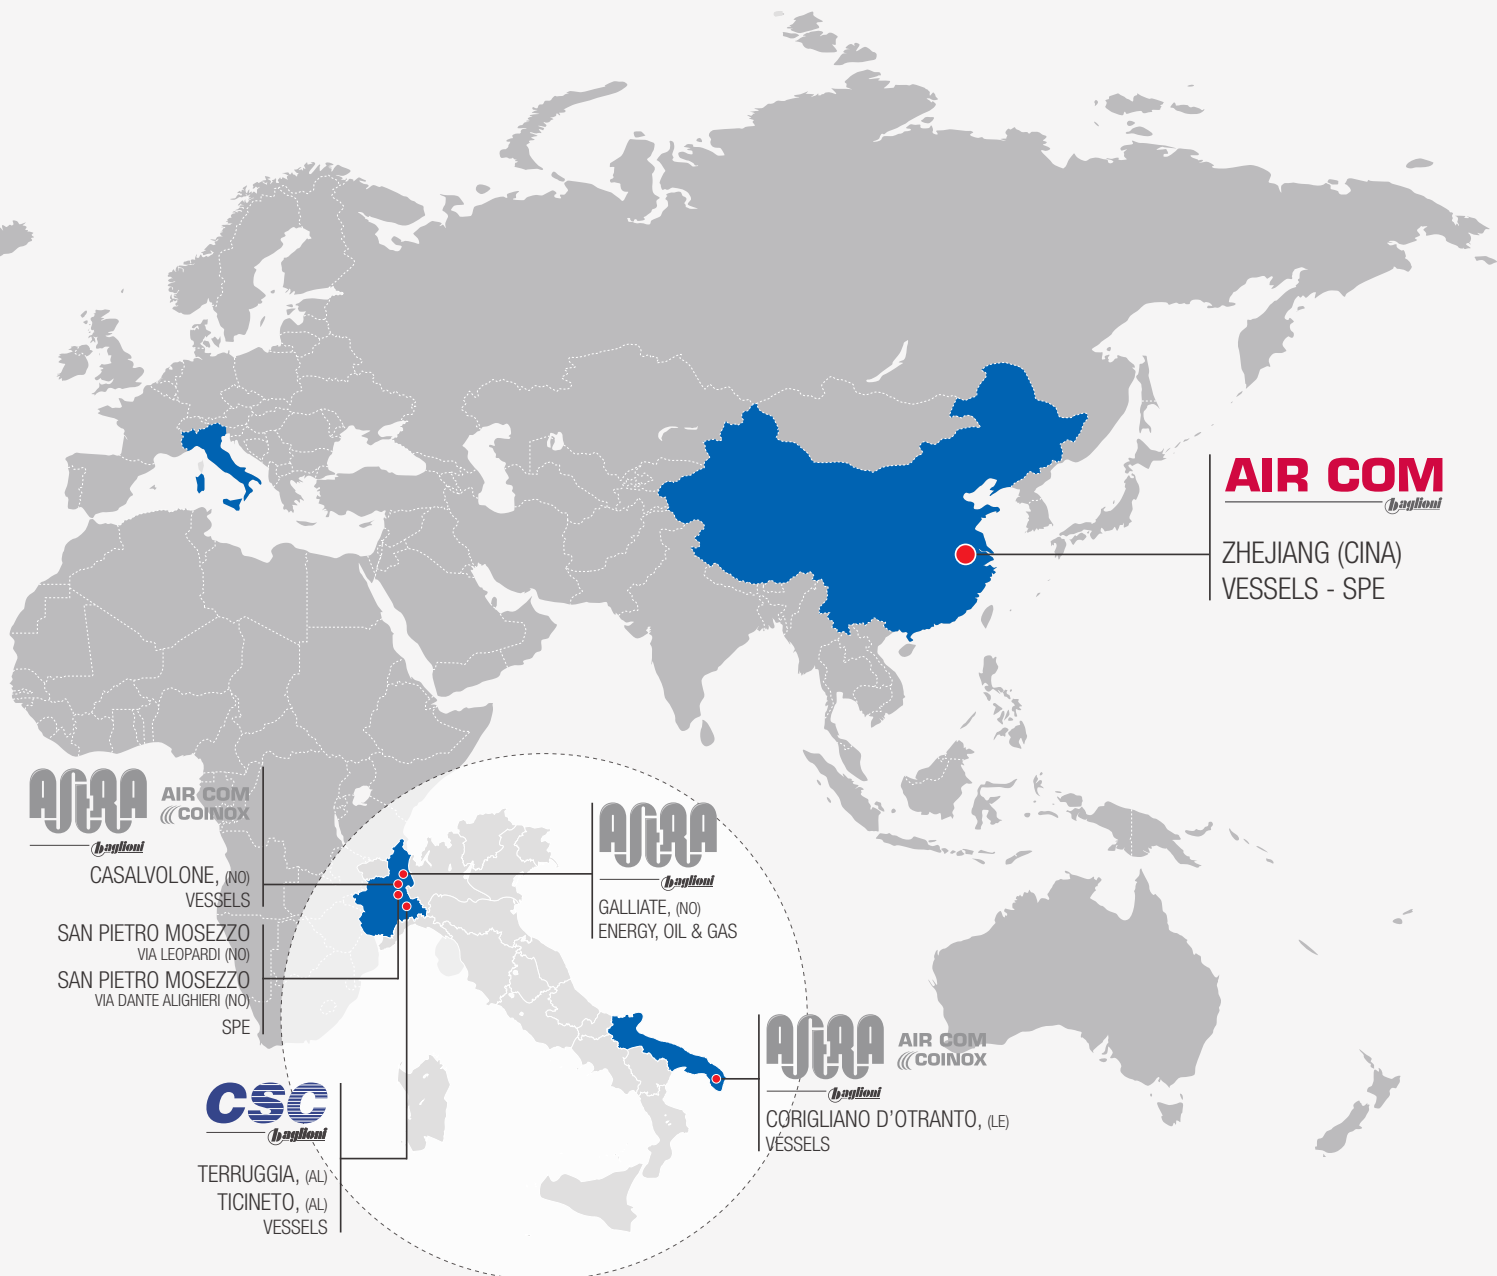 AIR COM
baglioni
ZHEJIANG (CINA)
VESSELS - SPE
ASTRA
AIR COM
COINOX
baglioni
CASALVOLONE, (NO)
VESSELS
SAN PIETRO MOSEZZO
VIA LEOPARDI (NO)
SAN PIETRO MOSEZZO
VIA DANTE ALIGHIERI (NO)
SPE
ASTRA
baglioni
GALLIATE, (NO)
ENERGY, OIL & GAS
ASTRA
AIR COM
COINOX
baglioni
CORIGLIANO D'OTRANTO, (LE)
VESSELS
CSC
baglioni
TERRUGGIA, (AL)
TICINETO, (AL)
VESSELS